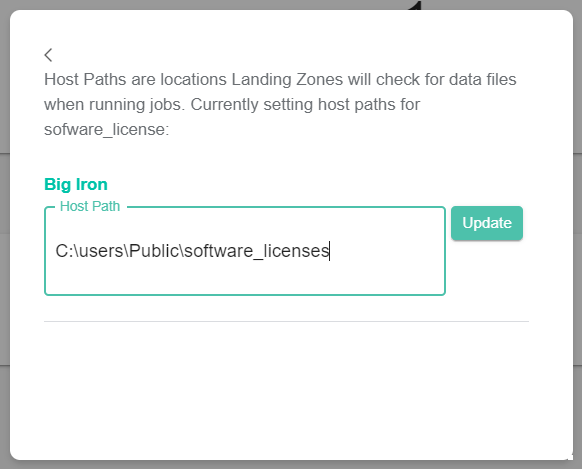 Host Paths are locations Landing Zones will check for data files
when running jobs. Currently setting host paths for
sofware_license:
Big Iron
Host Path
C:\users\Public\software_licenses
Update